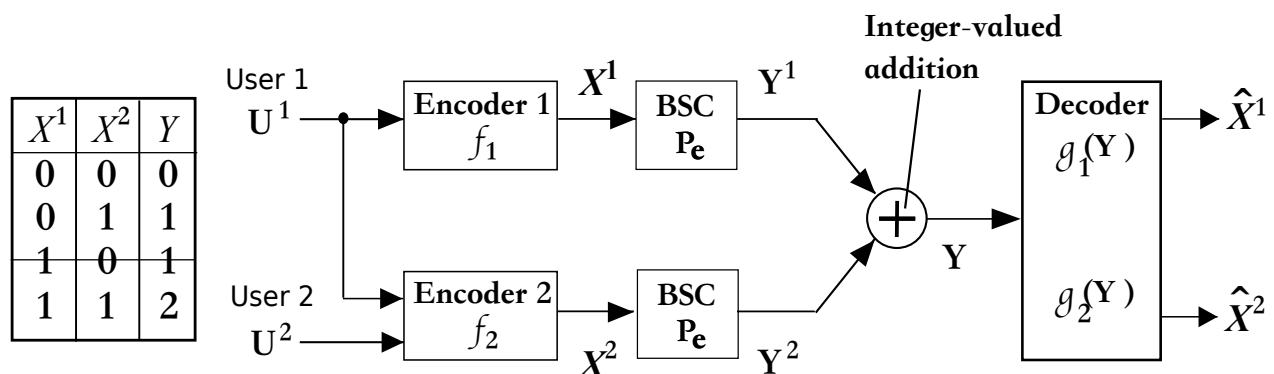 Integer-valued
addition
User 1
U¹
Encoder 1
f₁
X¹
BSC
Pₑ
Y¹
Decoder
g₁(Y)
X̂¹
X¹ X² Y
0 0 0
0 1 1
1 0 1
1 1 2
+
Y
User 2
U²
Encoder 2
f₂
X²
BSC
Pₑ
Y²
g₂(Y)
X̂²